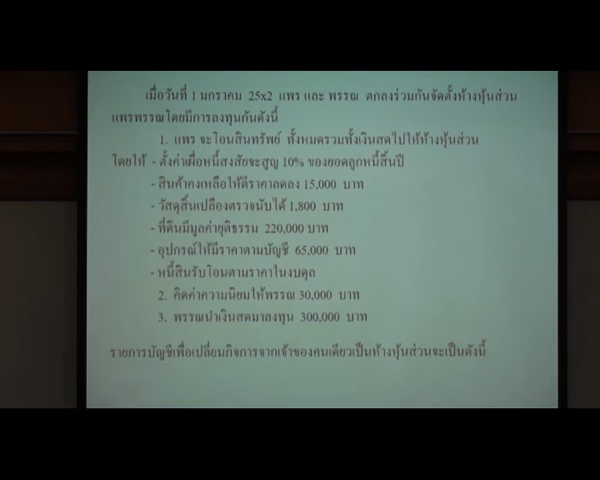 เมื่อวันที่ 1 มกราคม 25x2 แพร และ พรรณ ตกลงร่วมกันจัดตั้งห้างหุ้นส่วน
แพรพรรณโดยมีการลงทุนกันดังนี้
1. แพร จะโอนสินทรัพย์ ทั้งหมดรวมทั้งเงินสดไปให้ห้างหุ้นส่วน
โดยให้ - ตั้งค่าเผื่อหนี้สงสัยจะสูญ 10% ของยอดลูกหนี้สิ้นปี
- สินค้าคงเหลือให้ตีราคาลดลง 15,000 บาท
- วัสดุสิ้นเปลืองตรวจนับได้ 1,800 บาท
- ที่ดินมีมูลค่ายุติธรรม 220,000 บาท
- อุปกรณ์ให้มีราคาตามบัญชี 65,000 บาท
- หนี้สินรับโอนตามราคาในงบดุล
2. คิดค่าความนิยมให้พรรณ 30,000 บาท
3. พรรณนำเงินสดมาลงทุน 300,000 บาท
รายการบัญชีเพื่อเปลี่ยนกิจการจากเจ้าของคนเดียวเป็นห้างหุ้นส่วนจะเป็นดังนี้